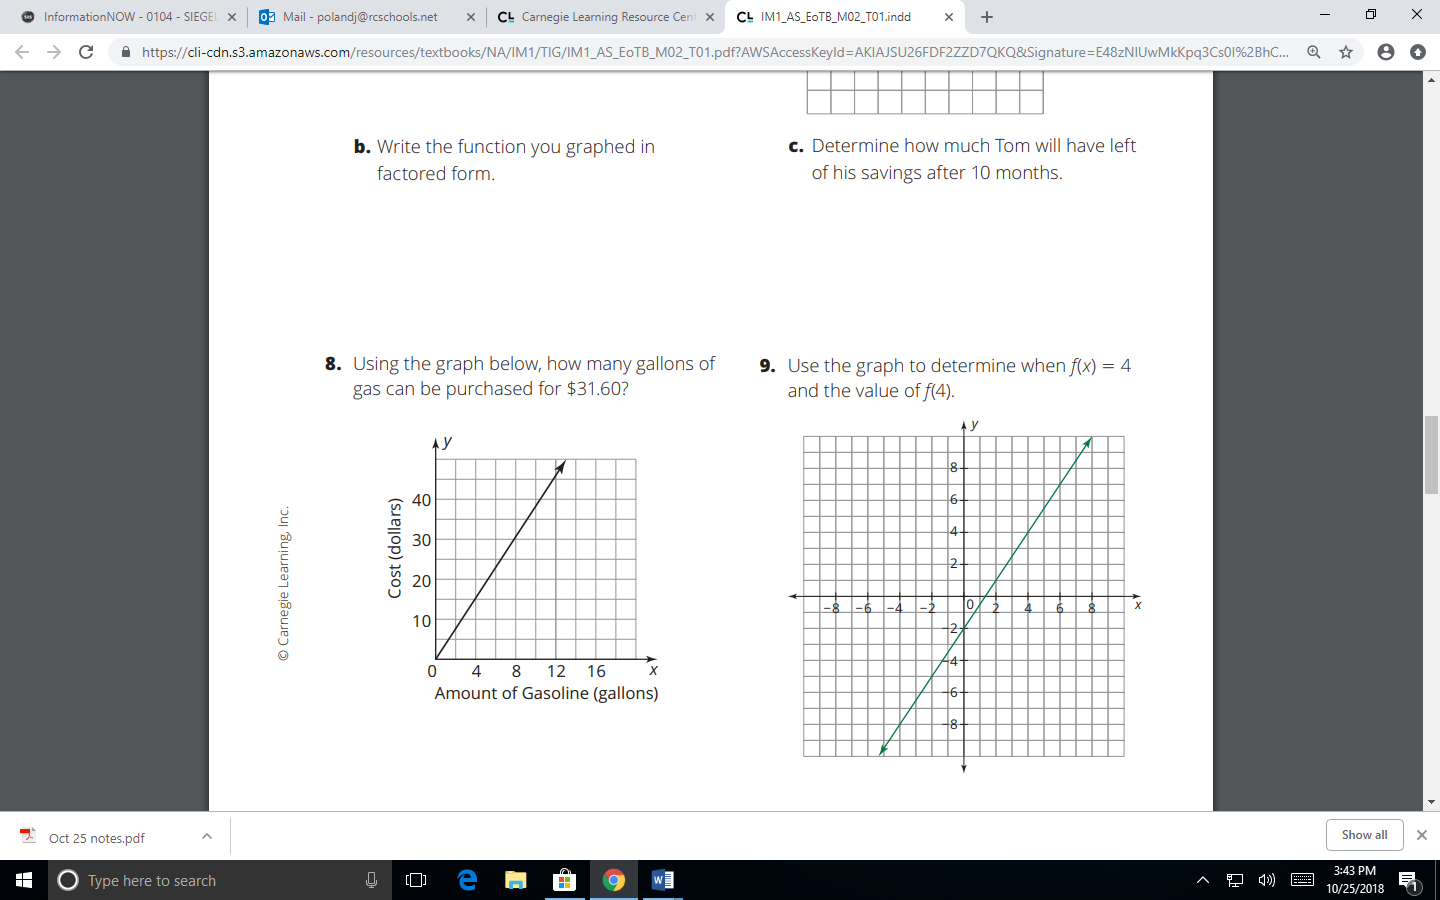 InformationNOW - 0104 - SIEGEL
Mail - polandj@rcschools.net
CL Carnegie Learning Resource Cent
CL IM1_AS_EoTB_M02_T01.indd
https://cli-cdn.s3.amazonaws.com/resources/textbooks/NA/IM1/TIG/IM1_AS_EoTB_M02_T01.pdf?AWSAccessKeyId=AKIAJSU26FDF2ZZD7QKQ&Signature=E48zNlUwMkKpq3Cs0I%2BhC...
b. Write the function you graphed in
factored form.
c. Determine how much Tom will have left
of his savings after 10 months.
8. Using the graph below, how many gallons of
gas can be purchased for $31.60?
y
40
30
20
10
0 4 8 12 16 x
Cost (dollars)
Amount of Gasoline (gallons)
9. Use the graph to determine when f(x) = 4
and the value of f(4).
y
8
6
4
2
−8 −6 −4 −2 0 2 4 6 8 x
−2
−4
−6
−8
© Carnegie Learning, Inc.
Oct 25 notes.pdf
Show all
Type here to search
3:43 PM
10/25/2018
1